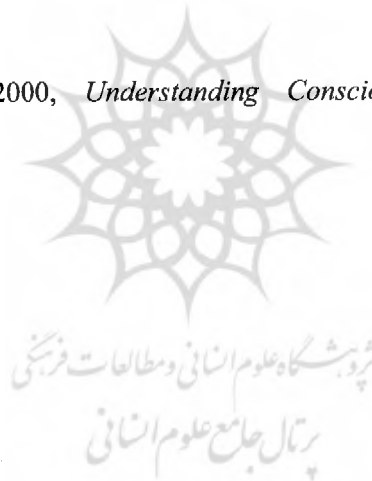 2000, Understanding Conscio
پژوهشگاه علوم انسانی و مطالعات فرهنگی
پرتال جامع علوم انسانی